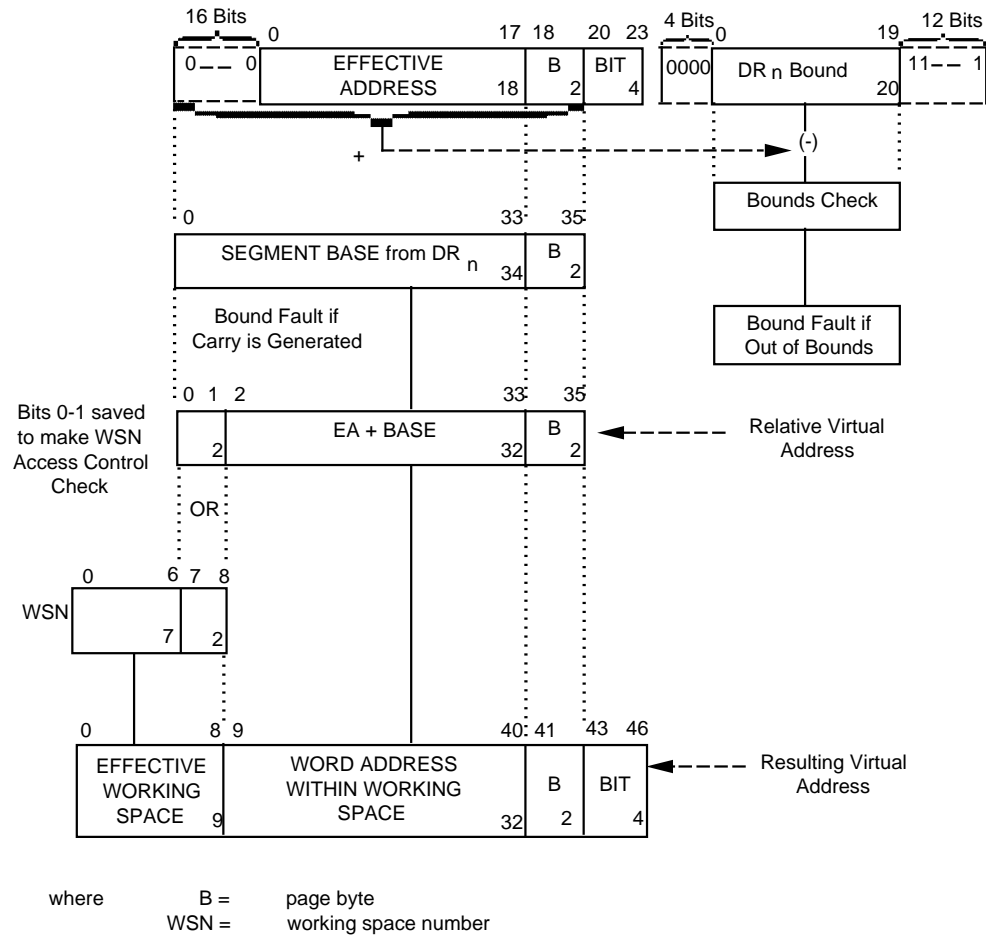 16 Bits
4 Bits
12 Bits
0 17 18 20 23
0 19
0 — — 0
EFFECTIVE
ADDRESS
18
B
2
BIT
4
0000
DR n Bound
20
11— — 1
+
(-)
Bounds Check
Bound Fault if
Out of Bounds
0 33 35
SEGMENT BASE from DR n
34
B
2
Bound Fault if
Carry is Generated
0 1 2 33 35
Bits 0-1 saved
to make WSN
Access Control
Check
2
EA + BASE
32
B
2
Relative Virtual
Address
OR
0 6 7 8
WSN
7
2
0 8 9 40 41 43 46
EFFECTIVE
WORKING
SPACE
9
WORD ADDRESS
WITHIN WORKING
SPACE
32
B
2
BIT
4
Resulting Virtual
Address
where B = page byte
WSN = working space number